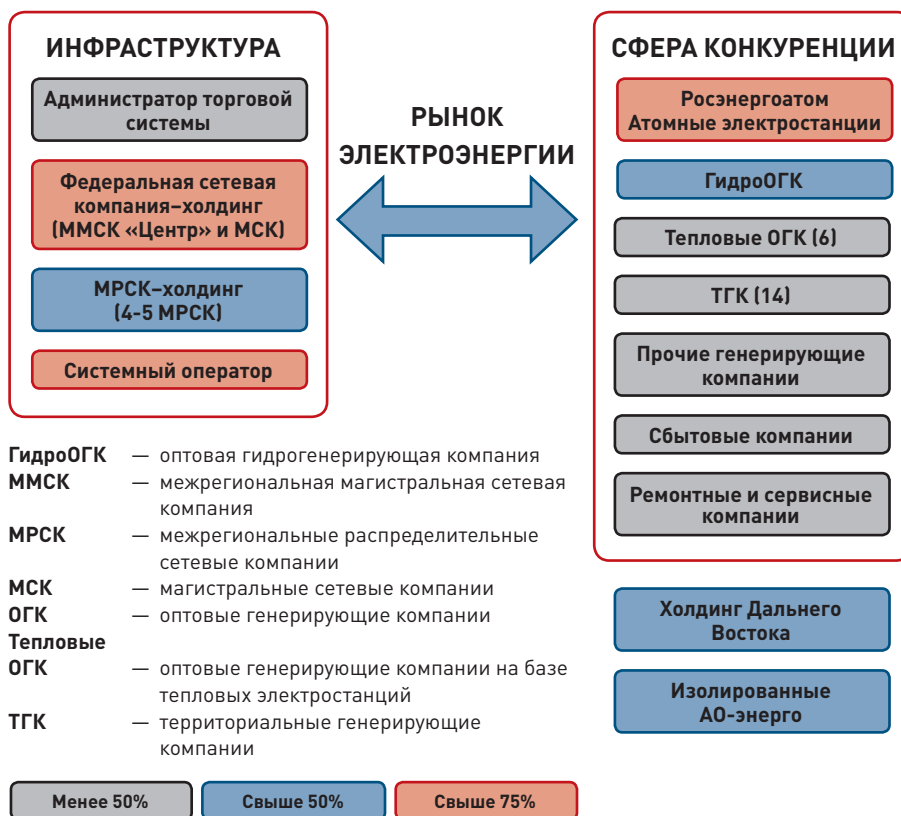 ИНФРАСТРУКТУРА
Администратор торговой
системы
Федеральная сетевая
компания–холдинг
(ММСК «Центр» и МСК)
МРСК–холдинг
(4-5 МРСК)
Системный оператор
РЫНОК
ЭЛЕКТРОЭНЕРГИИ
СФЕРА КОНКУРЕНЦИИ
Росэнергоатом
Атомные электростанции
ГидроОГК
Тепловые ОГК (6)
ТГК (14)
Прочие генерирующие
компании
Сбытовые компании
Ремонтные и сервисные
компании
Холдинг Дальнего
Востока
Изолированные
АО-энерго
ГидроОГК — оптовая гидрогенерирующая компания
ММСК — межрегиональная магистральная сетевая
компания
МРСК — межрегиональные распределительные
сетевые компании
МСК — магистральные сетевые компании
ОГК — оптовые генерирующие компании
Тепловые
ОГК — оптовые генерирующие компании на базе
тепловых электростанций
ТГК — территориальные генерирующие
компании
Менее 50%
Свыше 50%
Свыше 75%